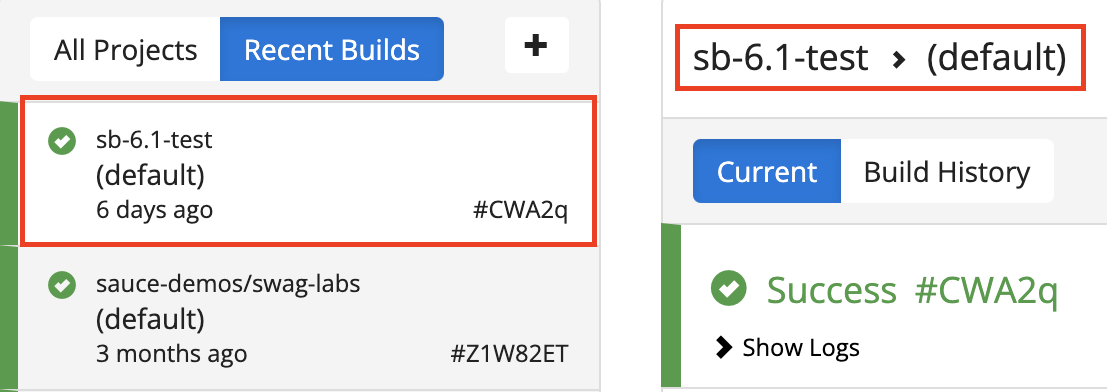 All Projects
Recent Builds
+
sb-6.1-test
(default)
6 days ago
#CWA2q
sauce-demos/swag-labs
(default)
3 months ago
#Z1W82ET
sb-6.1-test > (default)
Current
Build History
Success #CWA2q
Show Logs